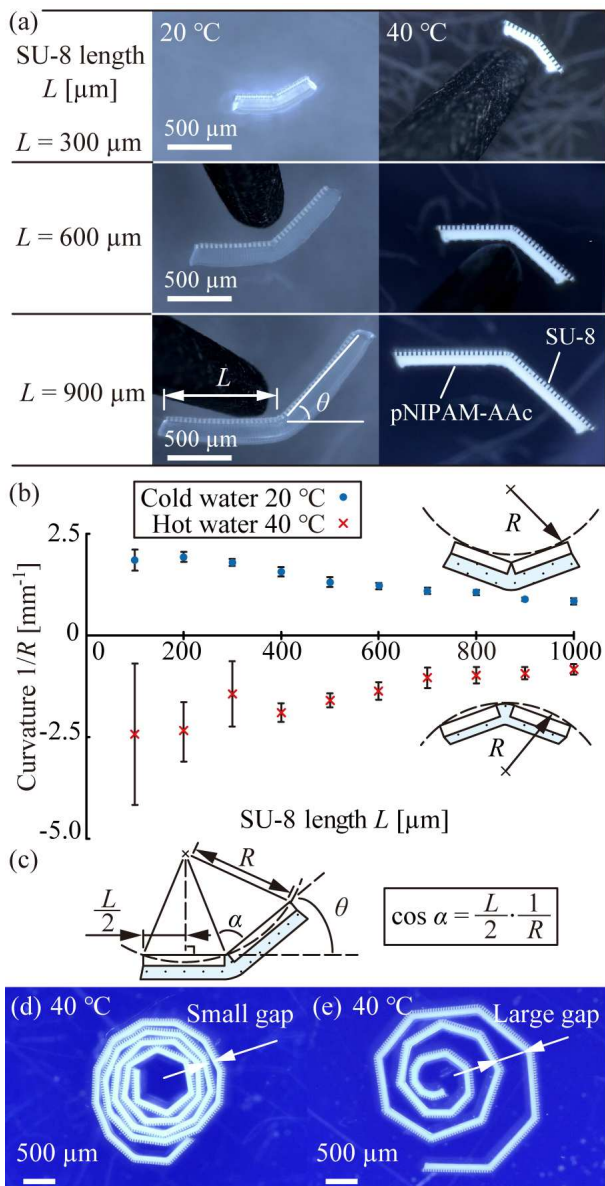 (a)
SU-8 length
L [µm]
20 °C
40 °C
L = 300 µm
500 µm
L = 600 µm
500 µm
L = 900 µm
L
θ
500 µm
SU-8
pNIPAM-AAc
(b)
Cold water 20 °C
Hot water 40 °C
Curvature 1/R [mm⁻¹]
2.5
0
-2.5
-5.0
200
400
600
800
1000
R
R
SU-8 length L [µm]
(c)
R
L/2
α
θ
cos α = L/2 · 1/R
(d) 40 °C
Small gap
500 µm
(e) 40 °C
Large gap
500 µm